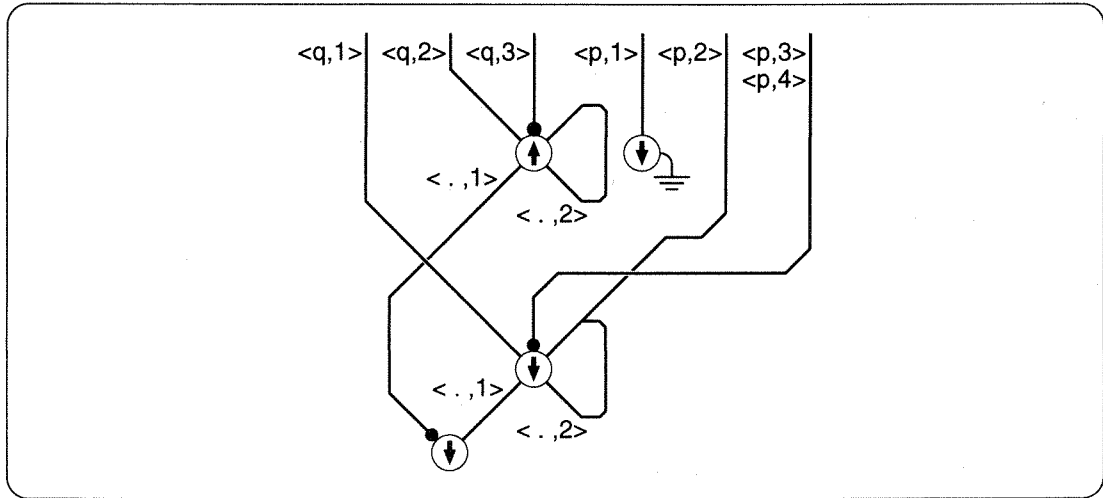 <q,1> <q,2> <q,3> <p,1> <p,2> <p,3>
<p,4>
< . ,1>
< . ,2>
< . ,1>
< . ,2>